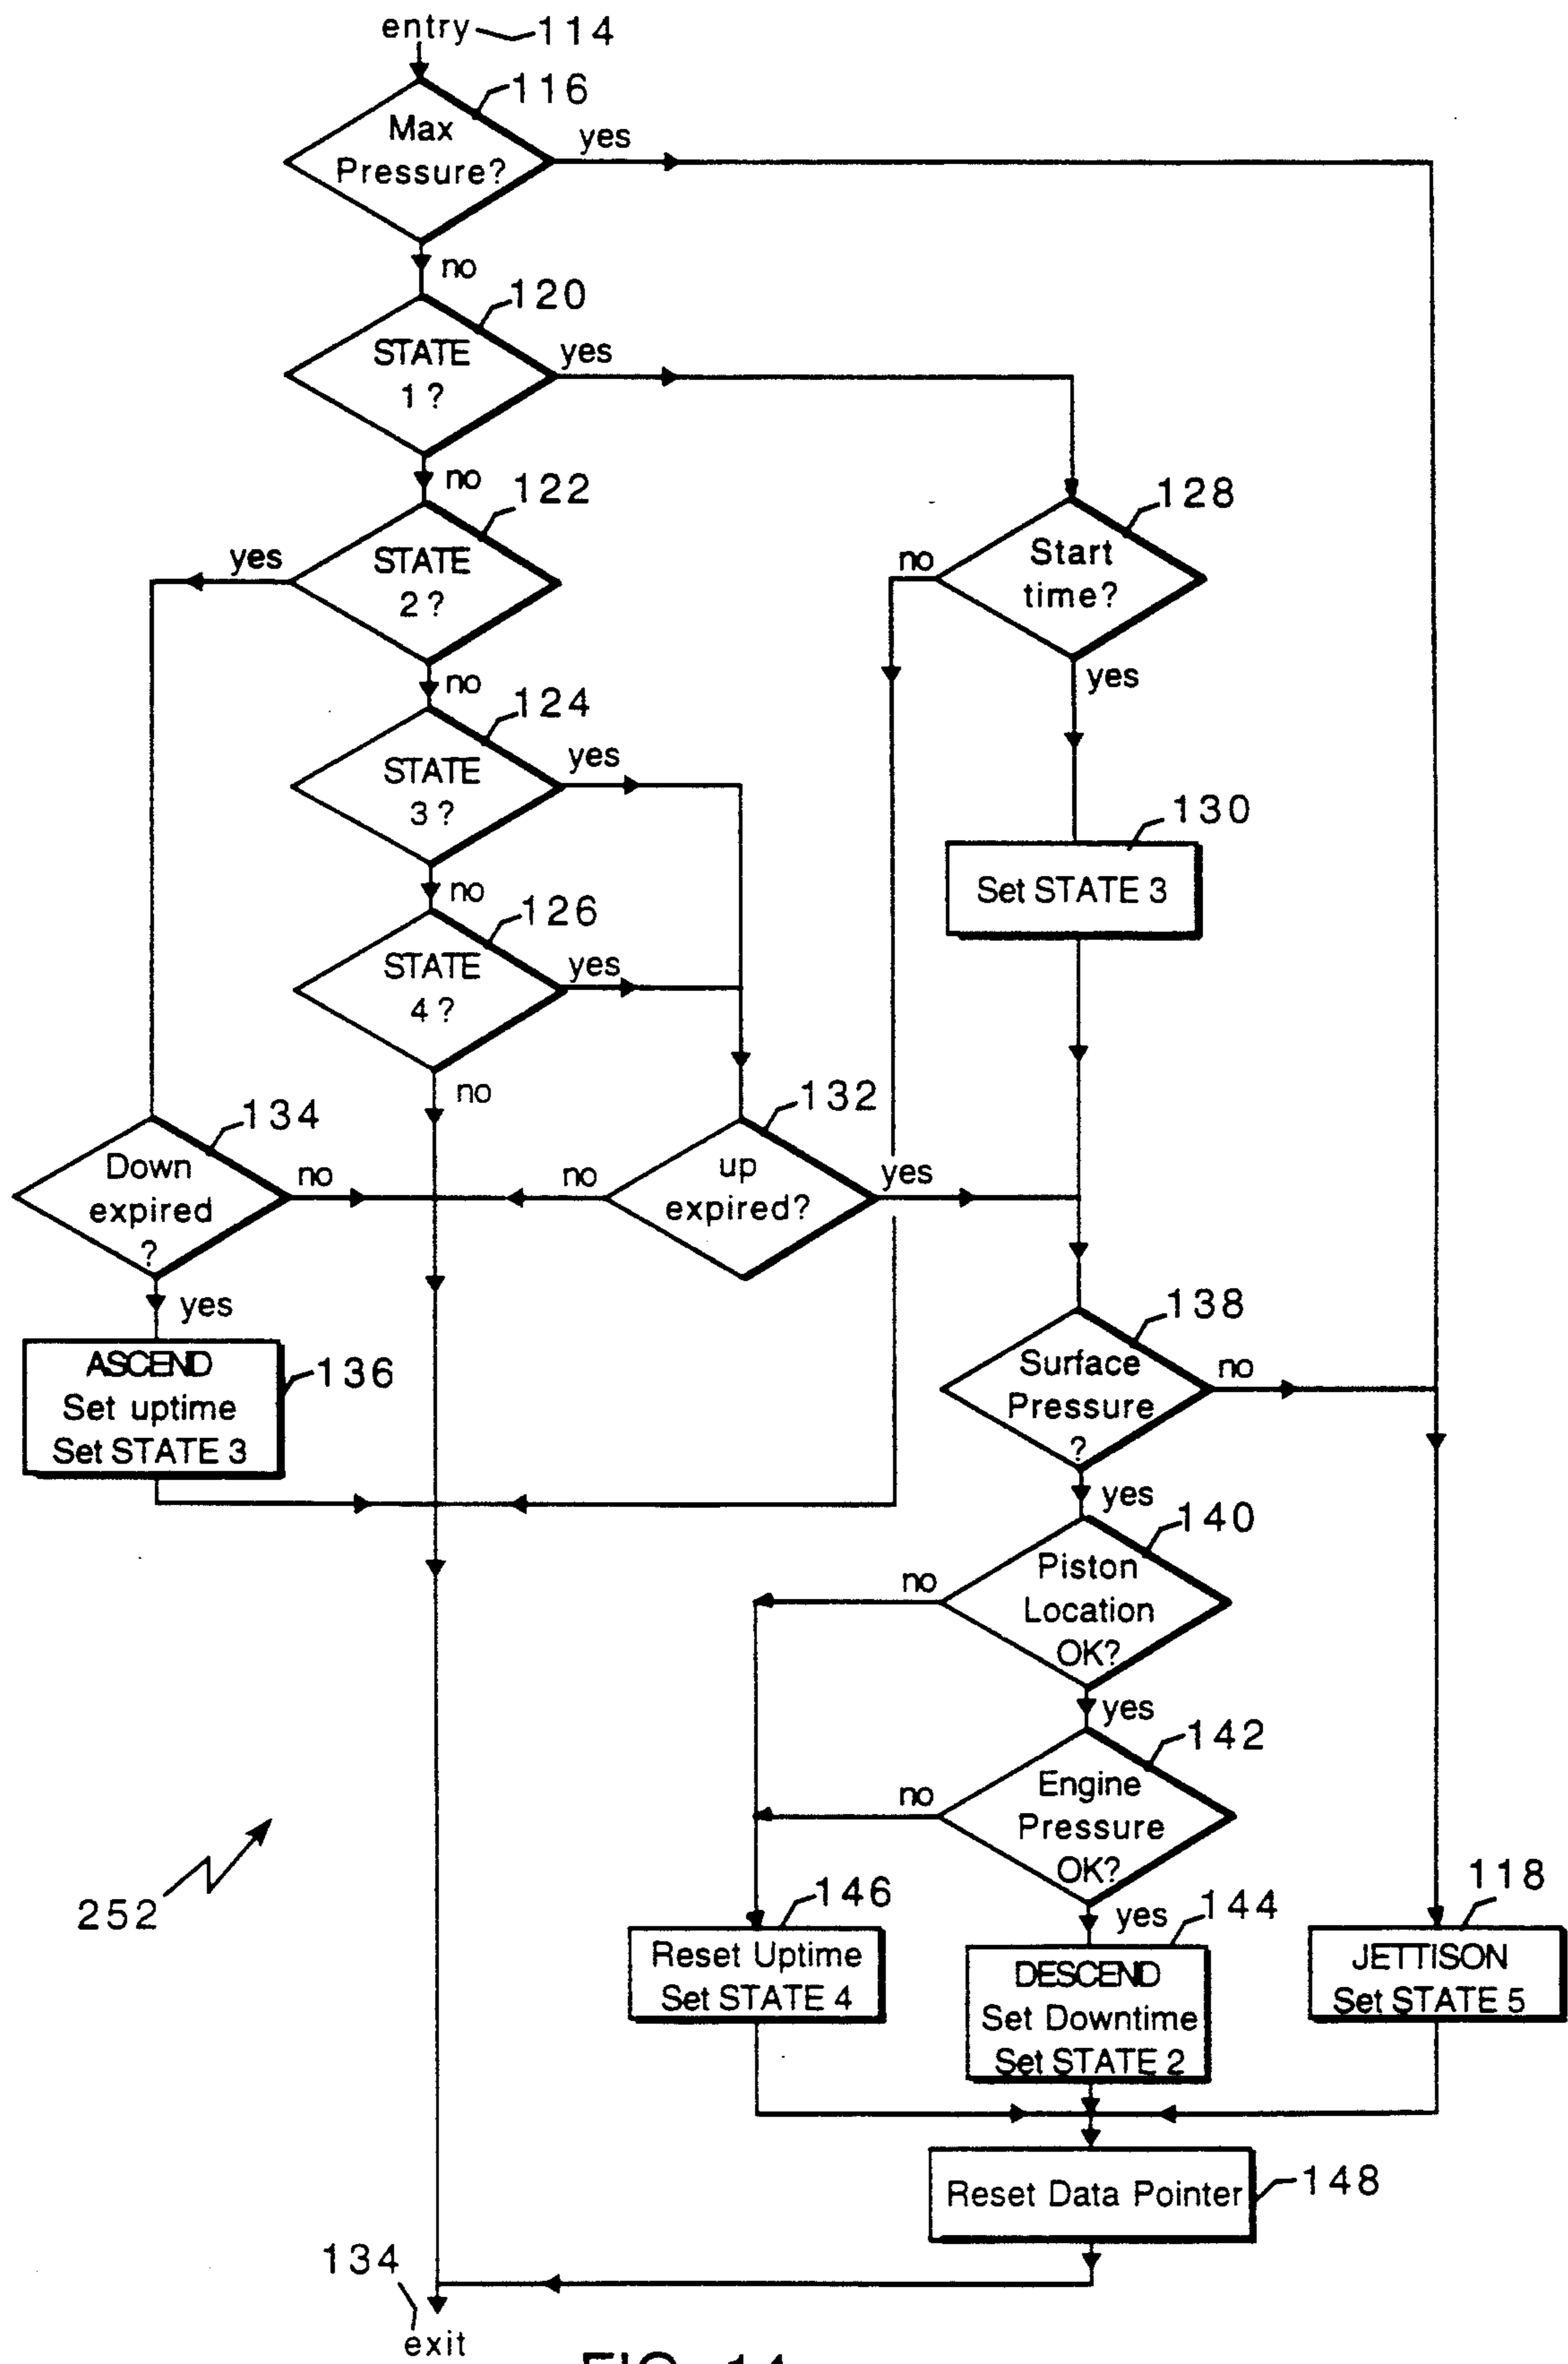 entry 114
116
Max
Pressure?
yes
no
120
STATE
1?
yes
no
122
yes
STATE
2?
no
128
no
Start
time?
yes
124
STATE
3?
yes
no
130
Set STATE 3
126
STATE
4?
yes
no
134
Down
expired
?
no
yes
132
no
up
expired?
yes
ASCEND
Set uptime
Set STATE 3
136
138
Surface
Pressure
?
no
yes
140
no
Piston
Location
OK?
yes
142
no
Engine
Pressure
OK?
yes
252
146
Reset Uptime
Set STATE 4
144
DESCEND
Set Downtime
Set STATE 2
118
JETTISON
Set STATE 5
Reset Data Pointer
148
134
exit